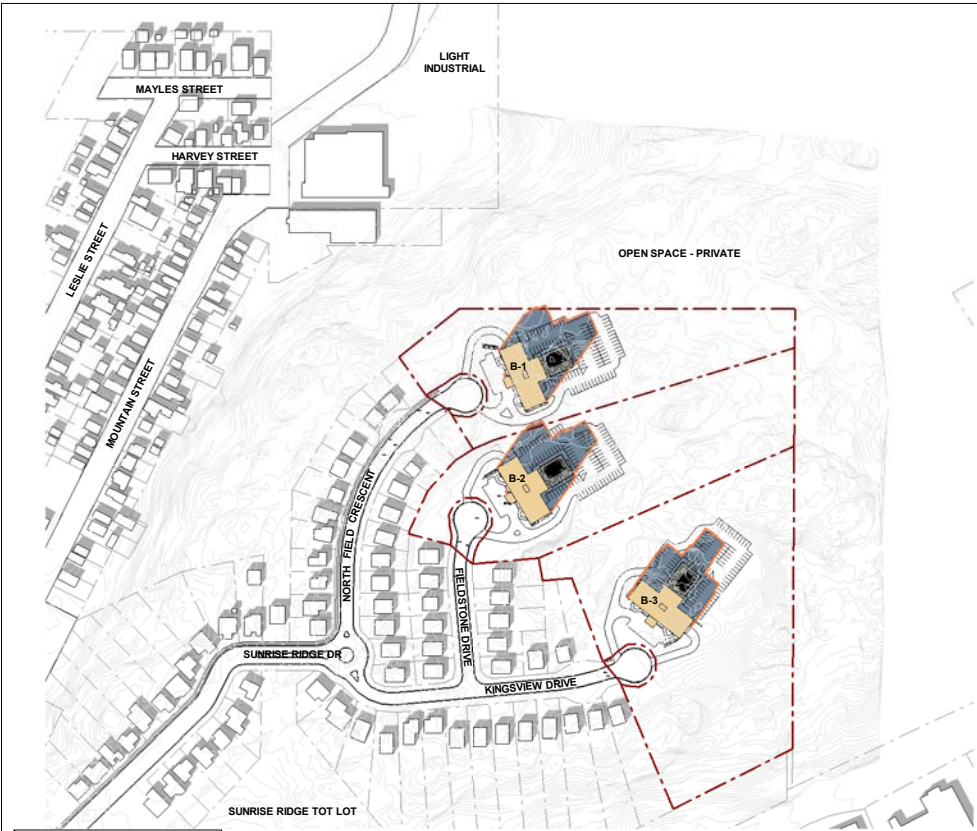 LIGHT
INDUSTRIAL
MAYLES STREET
HARVEY STREET
LESLIE STREET
MOUNTAIN STREET
OPEN SPACE - PRIVATE
B-1
B-2
B-3
NORTH FIELD CRESCENT
FIELDSTONE DRIVE
SUNRISE RIDGE DR
KINGSVIEW DRIVE
SUNRISE RIDGE TOT LOT